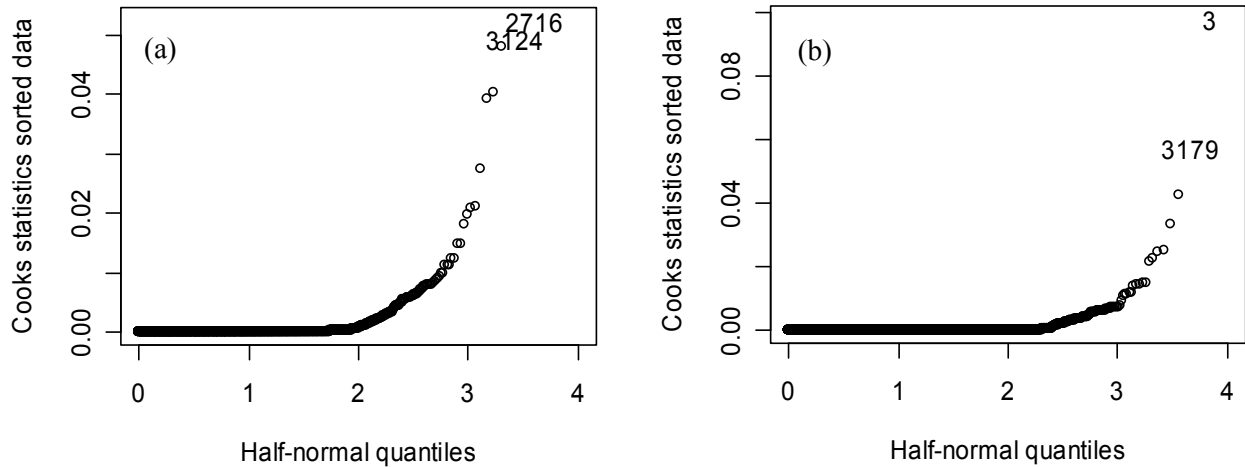 Cooks statistics sorted data
0.00 0.02 0.04
(a)
2716
3124
0 1 2 3 4
Half-normal quantiles
Cooks statistics sorted data
0.00 0.04 0.08
(b)
3
3179
0 1 2 3 4
Half-normal quantiles